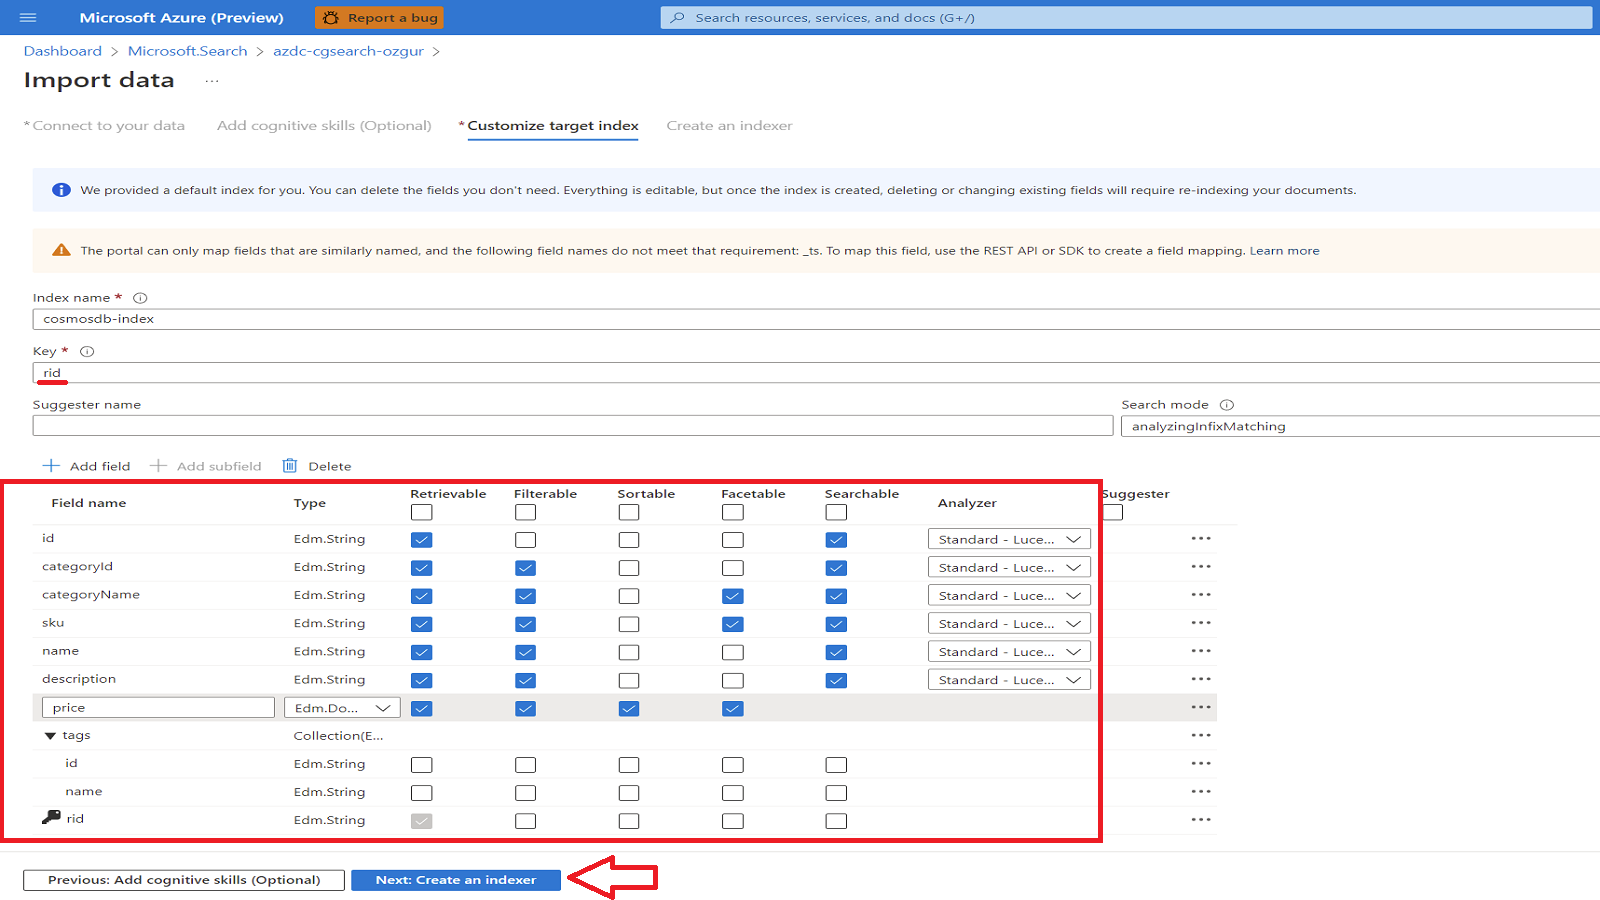 Microsoft Azure (Preview) Report a bug Search resources, services, and docs (G+/)
Dashboard > Microsoft.Search > azdc-cgsearch-ozgur >
Import data ...
* Connect to your data Add cognitive skills (Optional) * Customize target index Create an indexer
We provided a default index for you. You can delete the fields you don't need. Everything is editable, but once the index is created, deleting or changing existing fields will require re-indexing your documents.
The portal can only map fields that are similarly named, and the following field names do not meet that requirement: _ts. To map this field, use the REST API or SDK to create a field mapping. Learn more
Index name *
cosmosdb-index
Key *
rid
Suggester name Search mode
analyzingInfixMatching
Add field Add subfield Delete
Field name Type Retrievable Filterable Sortable Facetable Searchable Analyzer Suggester
id Edm.String Standard - Luce... ...
categoryId Edm.String Standard - Luce... ...
categoryName Edm.String Standard - Luce... ...
sku Edm.String Standard - Luce... ...
name Edm.String Standard - Luce... ...
description Edm.String Standard - Luce... ...
price Edm.Do... ...
tags Collection(E... ...
id Edm.String ...
name Edm.String ...
rid Edm.String ...
Previous: Add cognitive skills (Optional) Next: Create an indexer